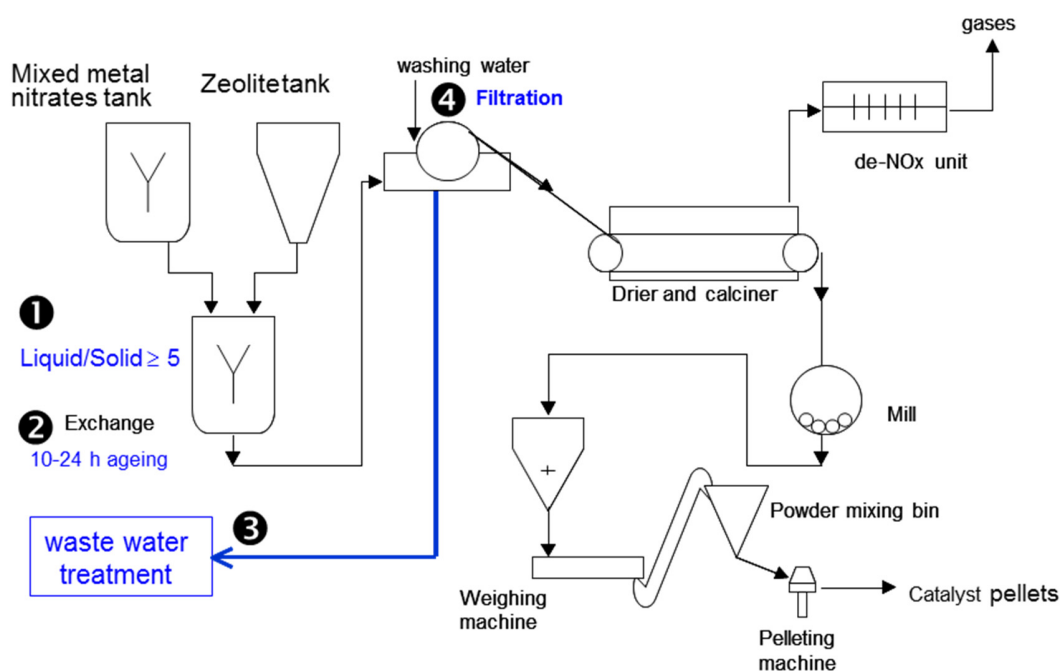 gases
Mixed metal
nitrates tank
Zeolitetank
washing water
❹ Filtration
de-NOx unit
Drier and calciner
❶
Liquid/Solid ≥ 5
❷ Exchange
10-24 h ageing
Mill
❸
waste water
treatment
Powder mixing bin
Weighing
machine
Catalyst pellets
Pelleting
machine